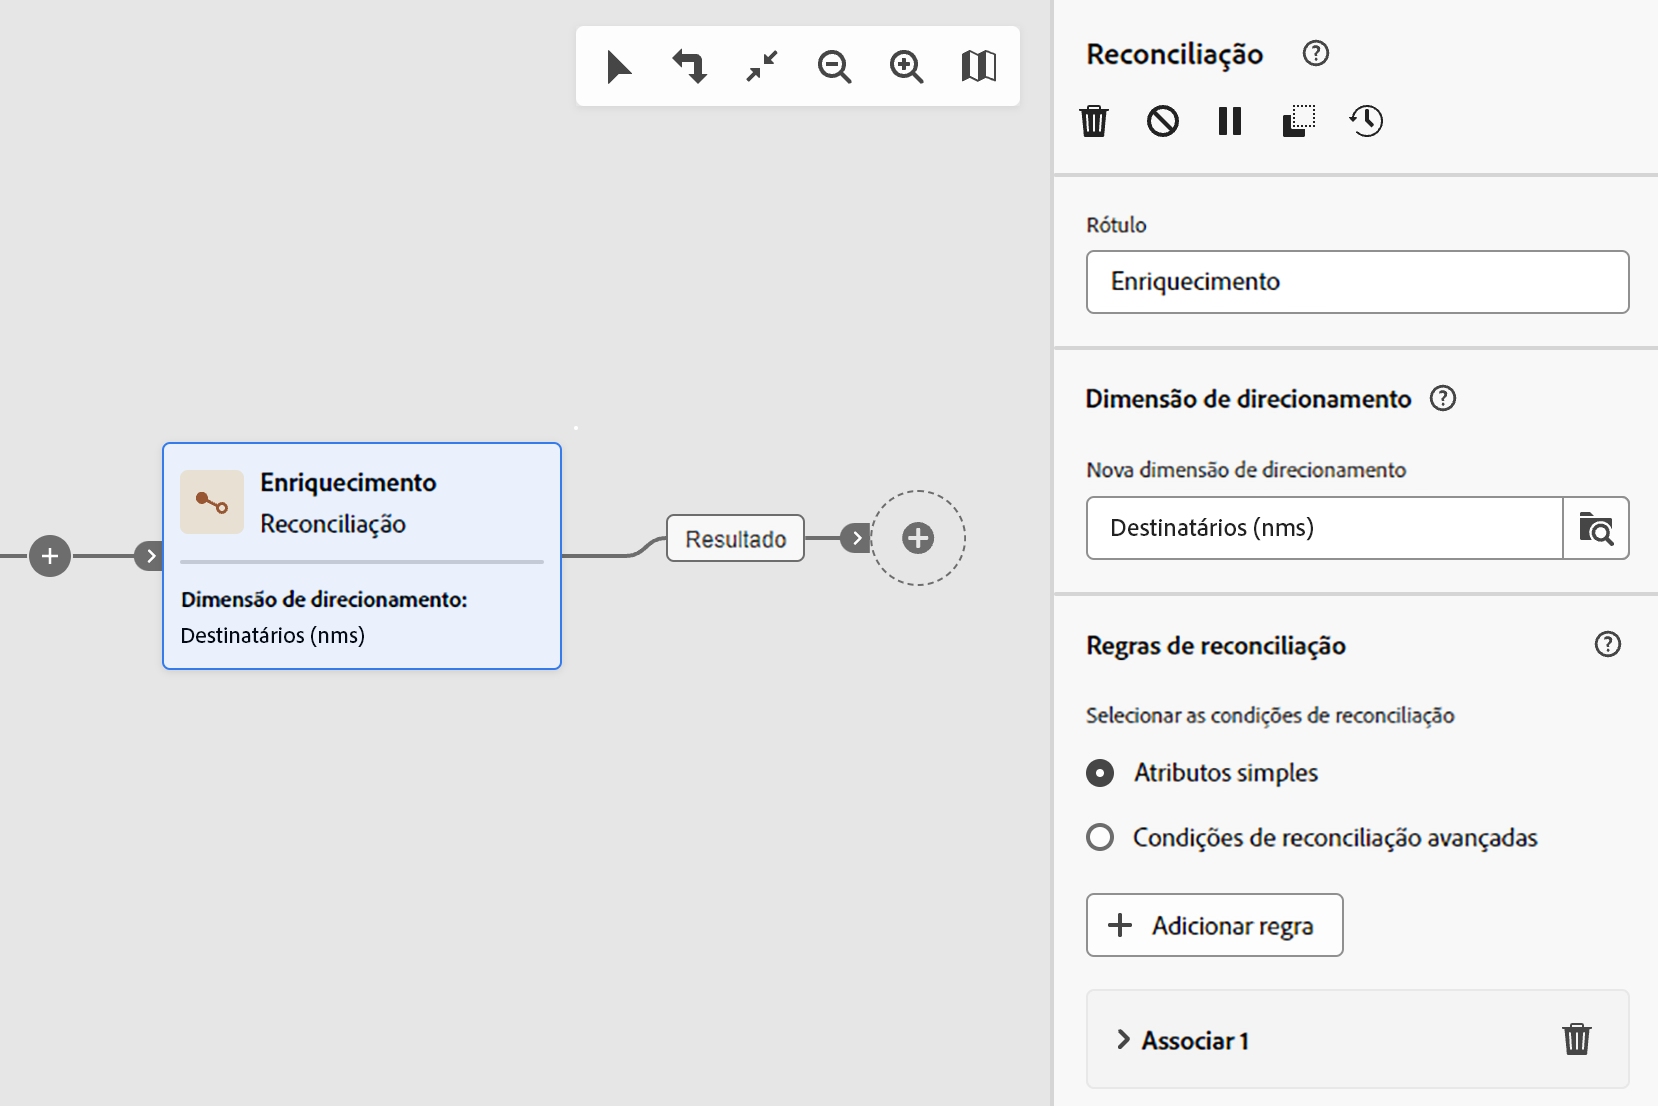 Reconciliação
Rótulo
Enriquecimento
Dimensão de direcionamento
Nova dimensão de direcionamento
Destinatários (nms)
Regras de reconciliação
Selecionar as condições de reconciliação
Atributos simples
Condições de reconciliação avançadas
Adicionar regra
Associar 1
Enriquecimento
Reconciliação
Dimensão de direcionamento:
Destinatários (nms)
Resultado